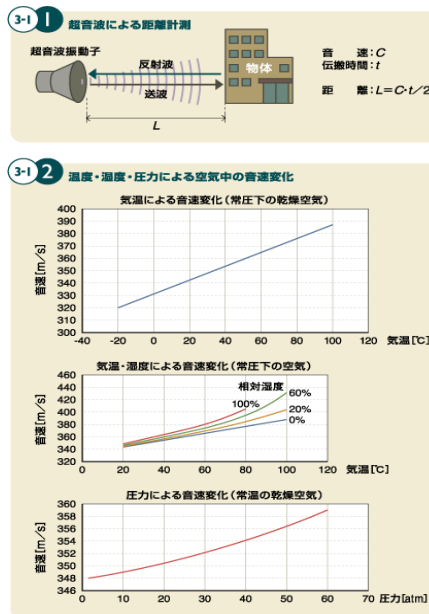 3-1 1 超音波による距離計測
超音波振動子
反射波
送波
物体
L
音 速:C
伝搬時間:t
距 離:L=C·t/2
3-1 2 温度・湿度・圧力による空気中の音速変化
気温による音速変化(常圧下の乾燥空気)
音速[m/s]
400
390
380
370
360
350
340
330
320
310
300
-40 -20 0 20 40 60 80 100 120
気温[℃]
気温・湿度による音速変化(常圧下の空気)
音速[m/s]
460
440
420
400
380
360
340
320
相対湿度
100%
60%
20%
0%
0 20 40 60 80 100 120
気温[℃]
圧力による音速変化(常温の乾燥空気)
音速[m/s]
360
358
356
354
352
350
348
346
0 10 20 30 40 50 60 70
圧力[atm]